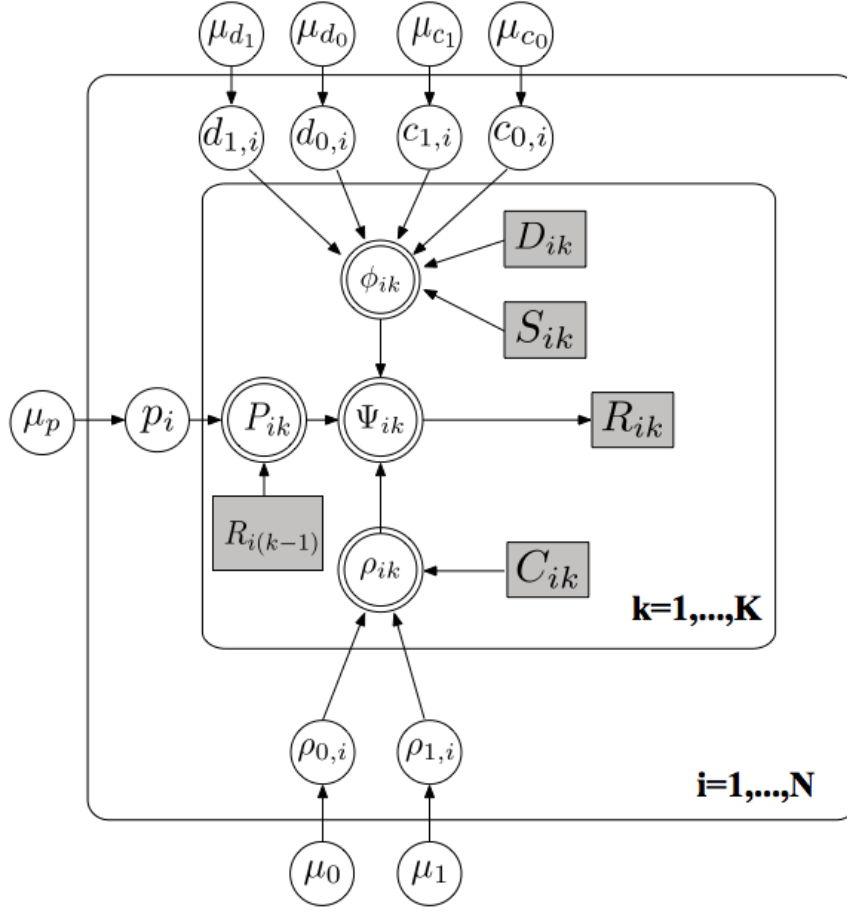 μ_{d_1} μ_{d_0} μ_{c_1} μ_{c_0}
d_{1,i} d_{0,i} c_{1,i} c_{0,i}
D_{ik}
ϕ_{ik}
S_{ik}
μ_p p_i P_{ik} Ψ_{ik} R_{ik}
R_{i(k−1)}
ρ_{ik} C_{ik}
k=1,...,K
ρ_{0,i} ρ_{1,i}
i=1,...,N
μ_0 μ_1